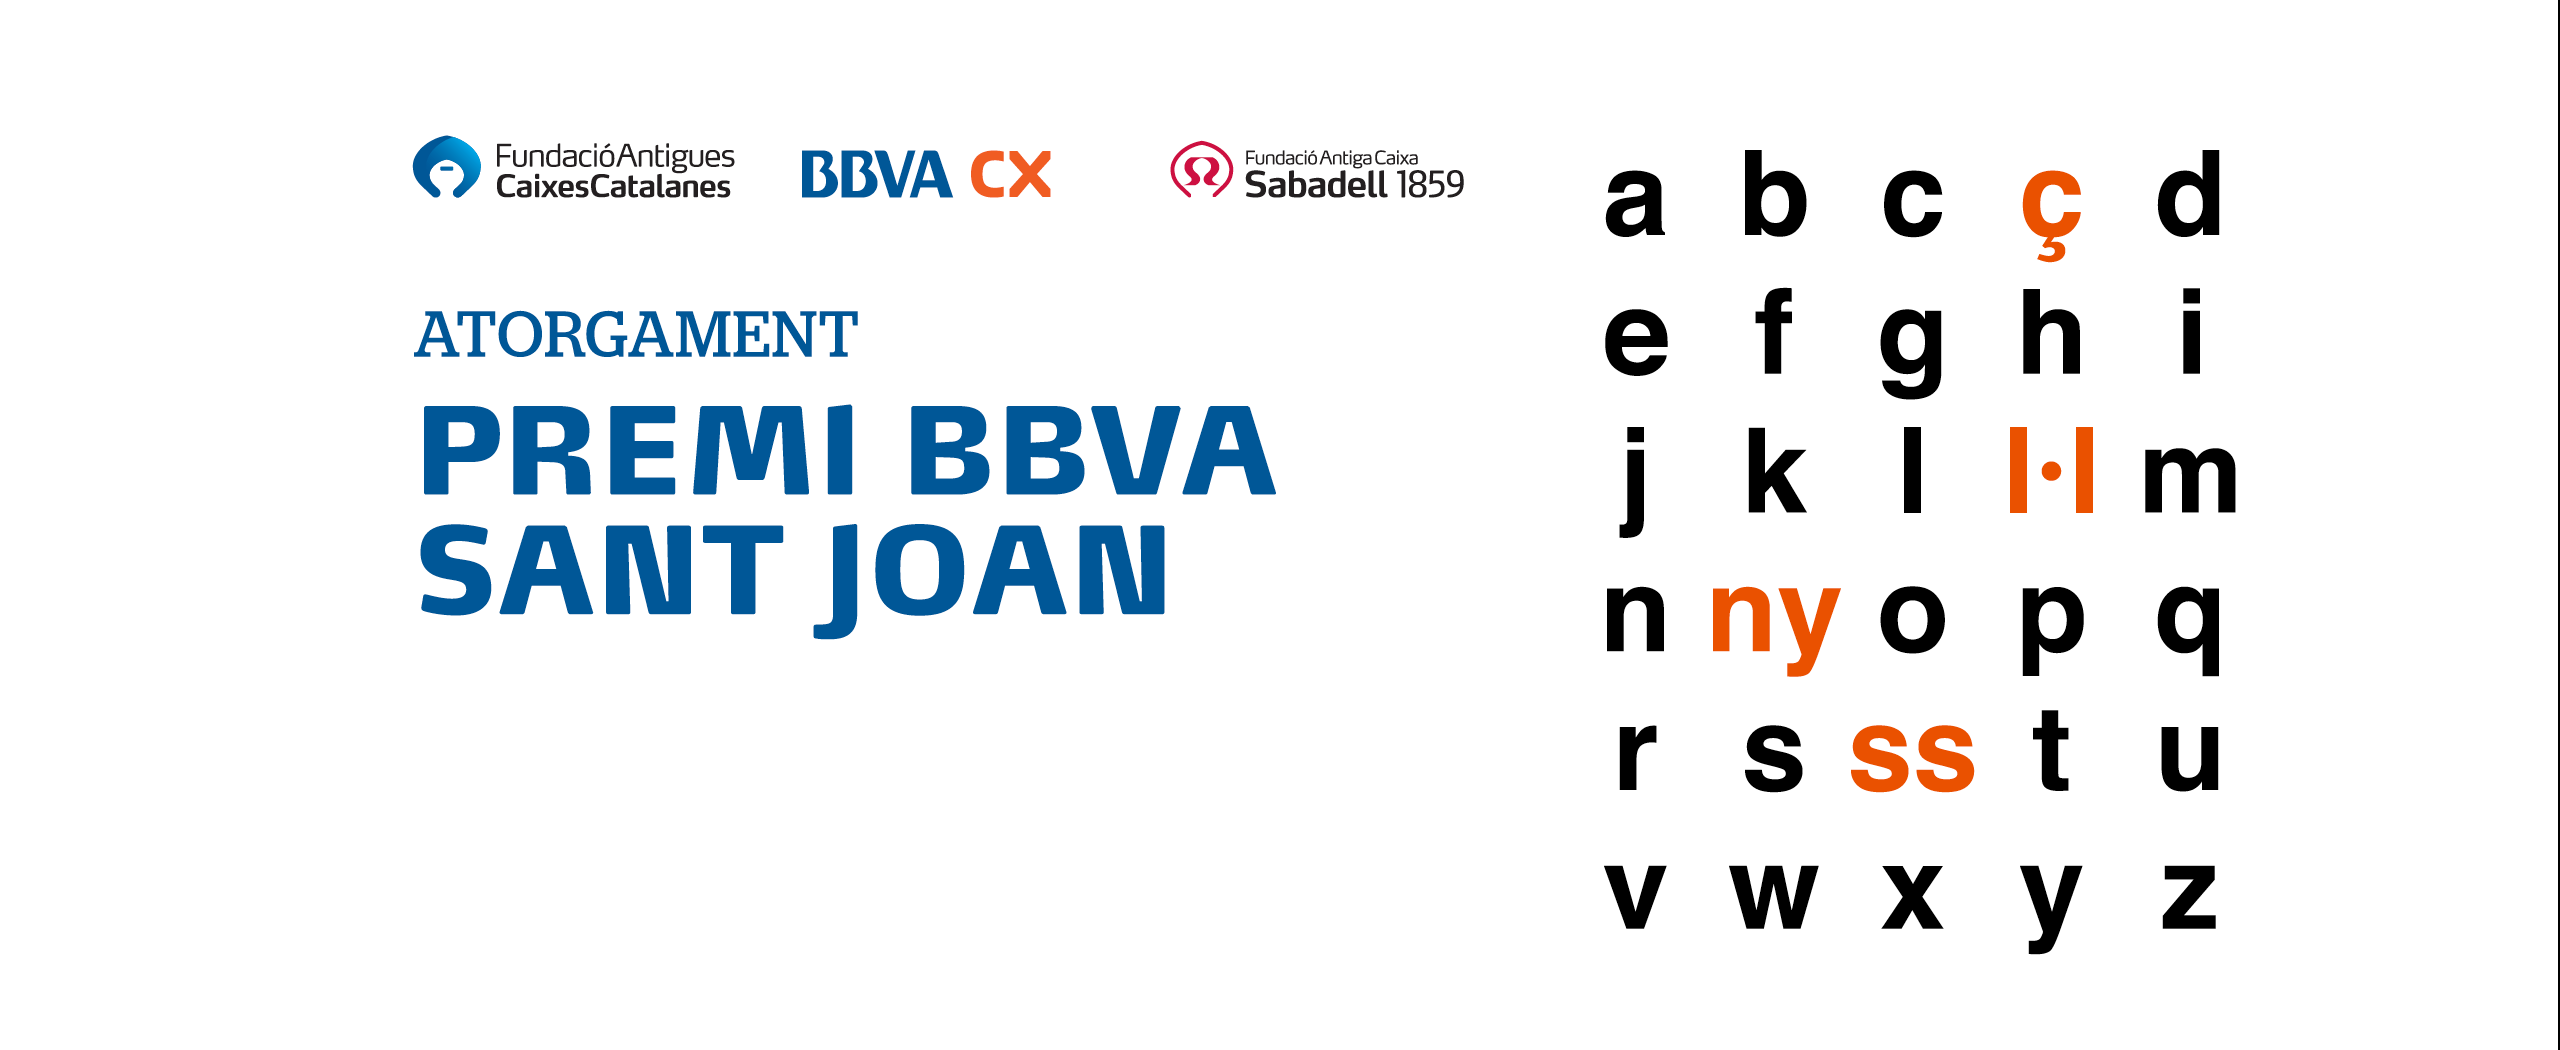 FundacióAntigues
CaixesCatalanes
BBVA CX
Fundació Antiga Caixa
Sabadell 1859
ATORGAMENT
PREMI BBVA
SANT JOAN
a b c ç d
e f g h i
j k l l·l m
n ny o p q
r s ss t u
v w x y z